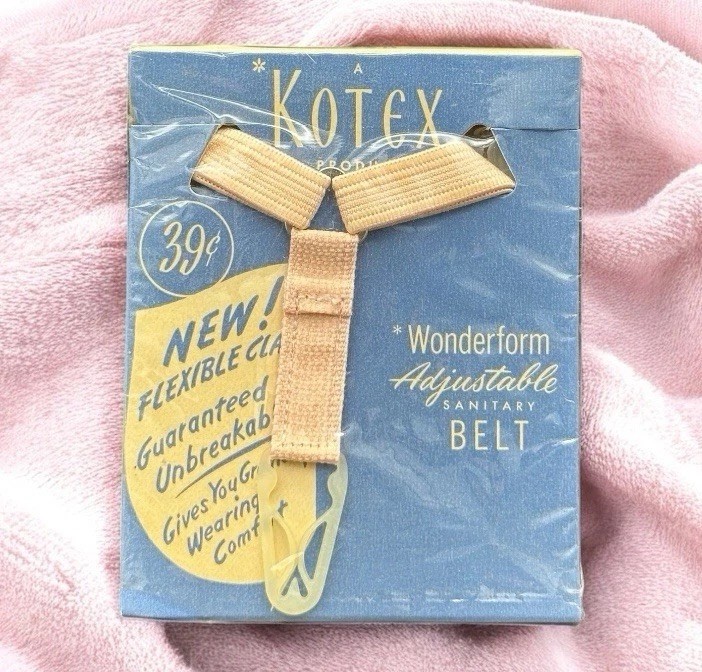 A
*KOTEX
39¢
NEW!
FLEXIBLE
Guaranteed
Gives You
Wearing
*Wonderform
Adjustable
SANITARY
BELT